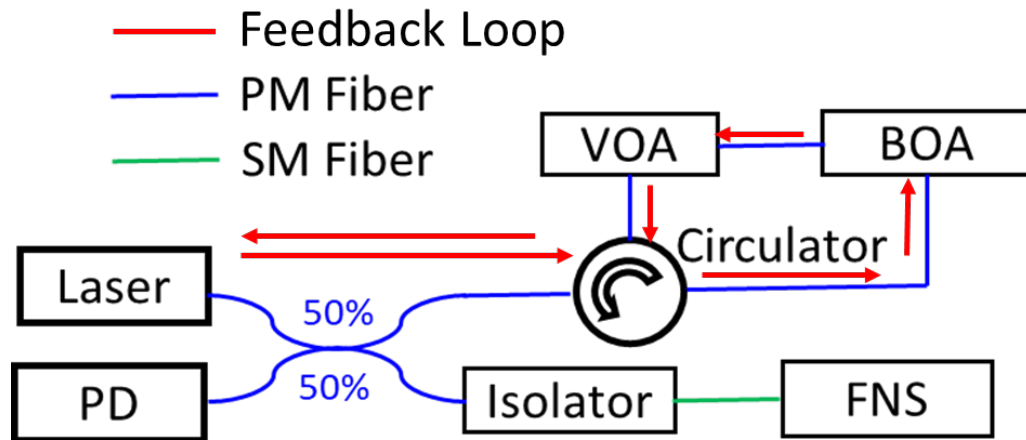 Feedback Loop
PM Fiber
SM Fiber
VOA
BOA
Circulator
Laser
50%
50%
PD
Isolator
FNS